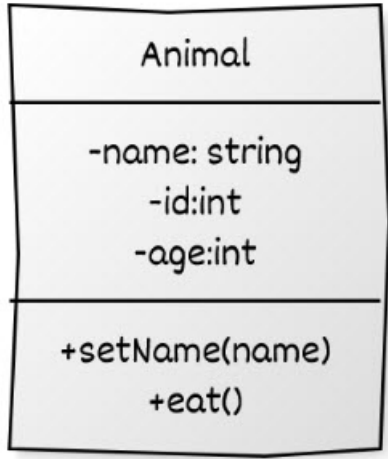 Animal
-name: string
-id:int
-age:int
+setName(name)
+eat()